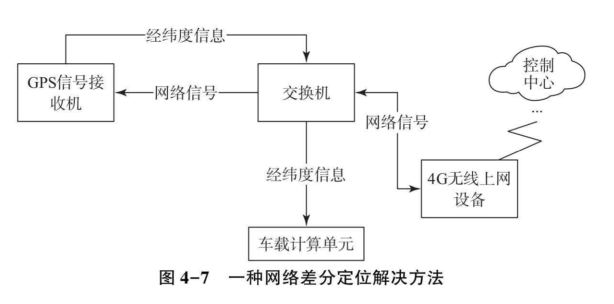 经纬度信息
GPS信号接
收机
网络信号
交换机
控制
中心
...
网络信号
经纬度信息
4G无线上网
设备
车载计算单元
图 4-7 一种网络差分定位解决方法